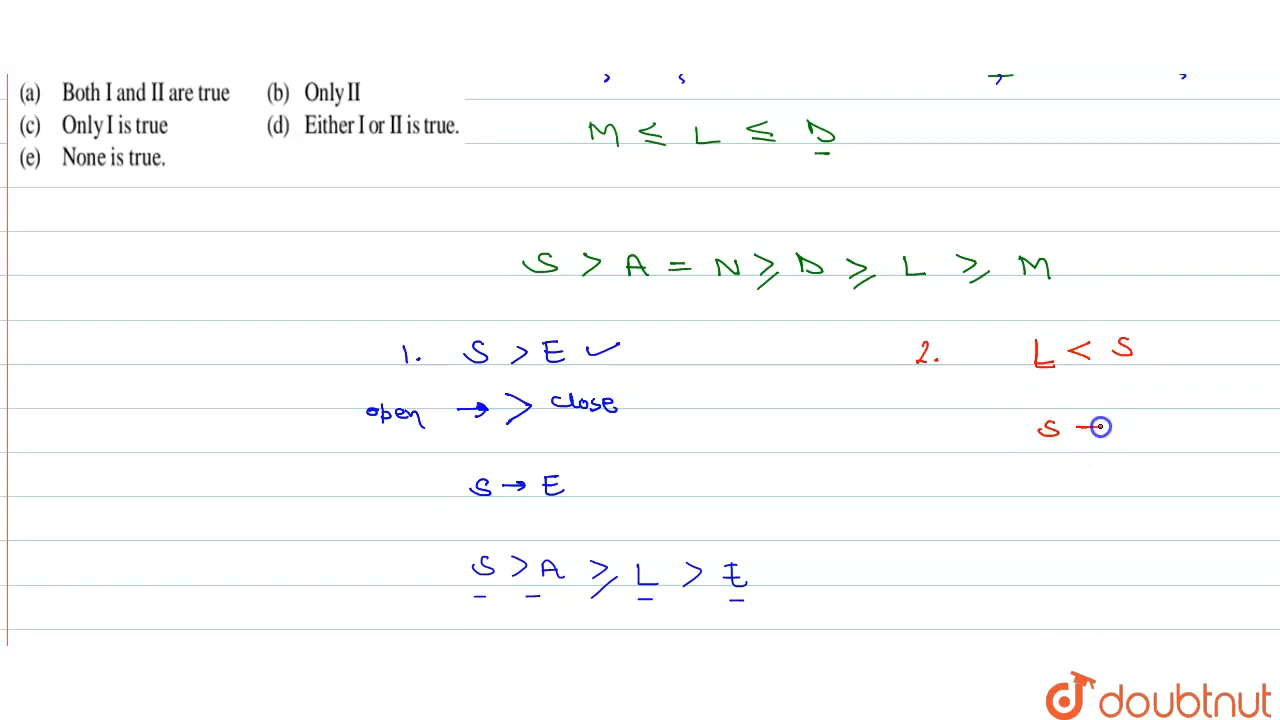 (a) Both I and II are true (b) Only II
(c) Only I is true (d) Either I or II is true.
(e) None is true.
M ≤ L ≤ D
S > A = N ≥ D ≥ L ≥ M
1. S > E ✓
2. L < S
open → > close
S →
S → E
S > A ≥ L > E
doubtnut